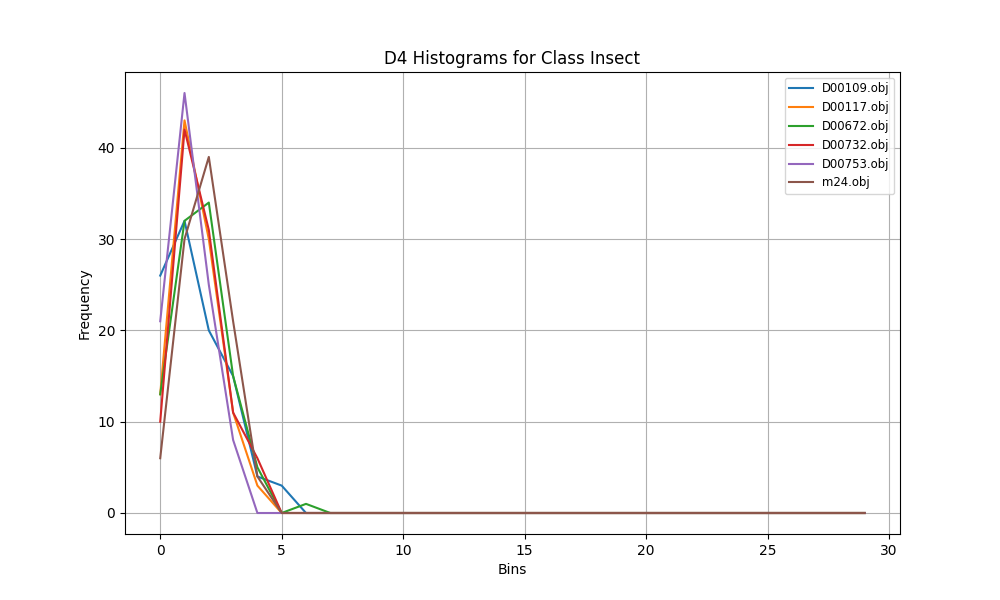 D4 Histograms for Class Insect
D00109.obj
D00117.obj
D00672.obj
D00732.obj
D00753.obj
m24.obj
Frequency
40
30
20
10
0
0 5 10 15 20 25 30
Bins